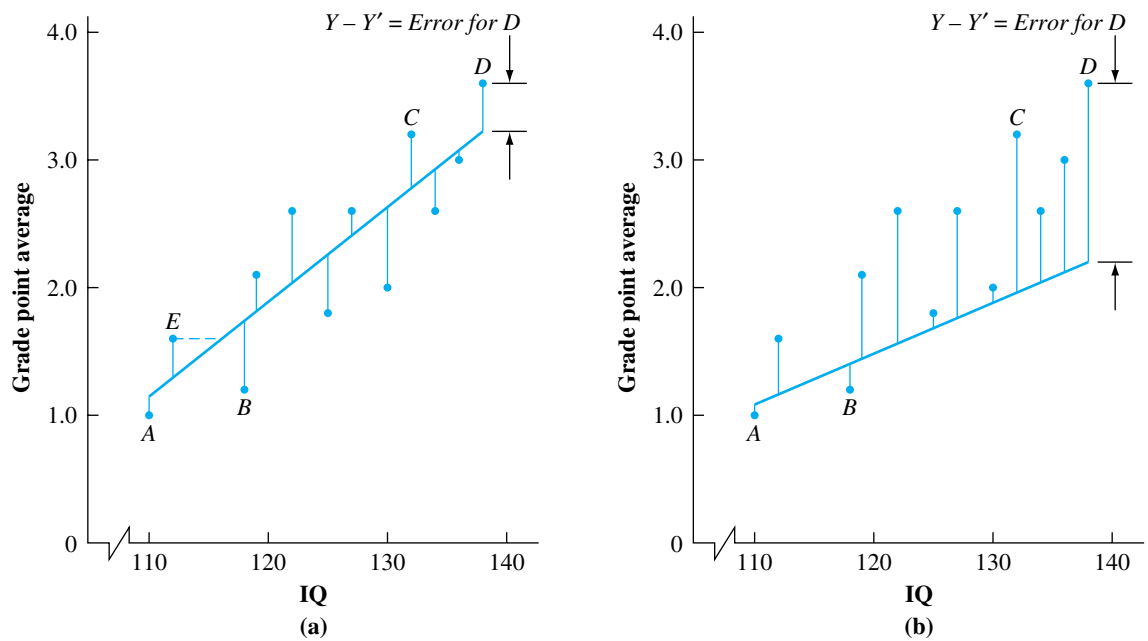 Y – Y′ = Error for D
4.0
3.0
2.0
1.0
0
Grade point average
A
E
B
C
D
110
120
130
140
IQ
(a)
Y – Y′ = Error for D
4.0
3.0
2.0
1.0
0
Grade point average
A
B
C
D
110
120
130
140
IQ
(b)